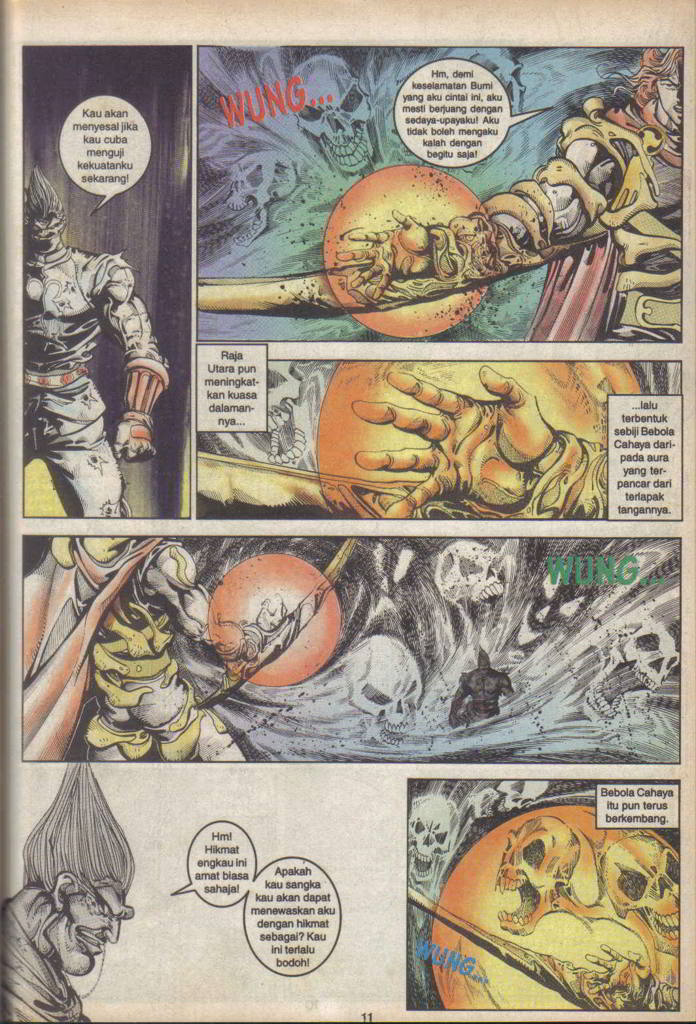 Kau akan
menyesal jika
kau cuba
menguji
kekuatanku
sekarang!
WUNG...
Hm, demi
keselamatan Bumi
yang aku cintai ini, aku
mesti berjuang dengan
sedaya-upayaku! Aku
tidak boleh mengaku
kalah dengan
begitu saja!
Raja
Utara pun
meningkat-
kan kuasa
dalaman-
nya...
...lalu
terbentuk
sebiji Bebola
Cahaya dari-
pada aura
yang ter-
pancar dari
terlapak
tangannya.
WUNG...
Hm!
Hikmat
engkau ini
amat biasa
sahaja!
Apakah
kau sangka
kau akan dapat
menewaskan aku
dengan hikmat
sebagai? Kau
ini terlalu
bodoh!
Bebola Cahaya
itu pun terus
berkembang.
WUNG...
11